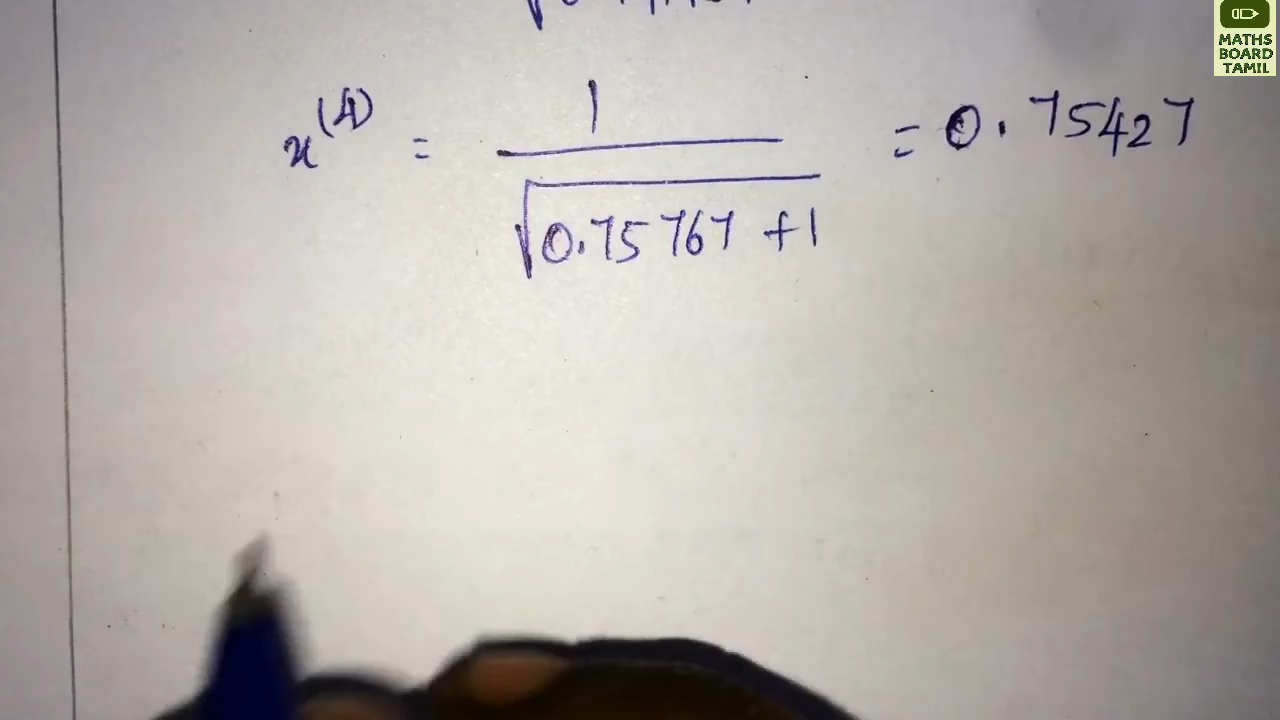 MATHS
BOARD
TAMIL
x^(4) = 1 / √(0.75767 + 1) = 0.75427